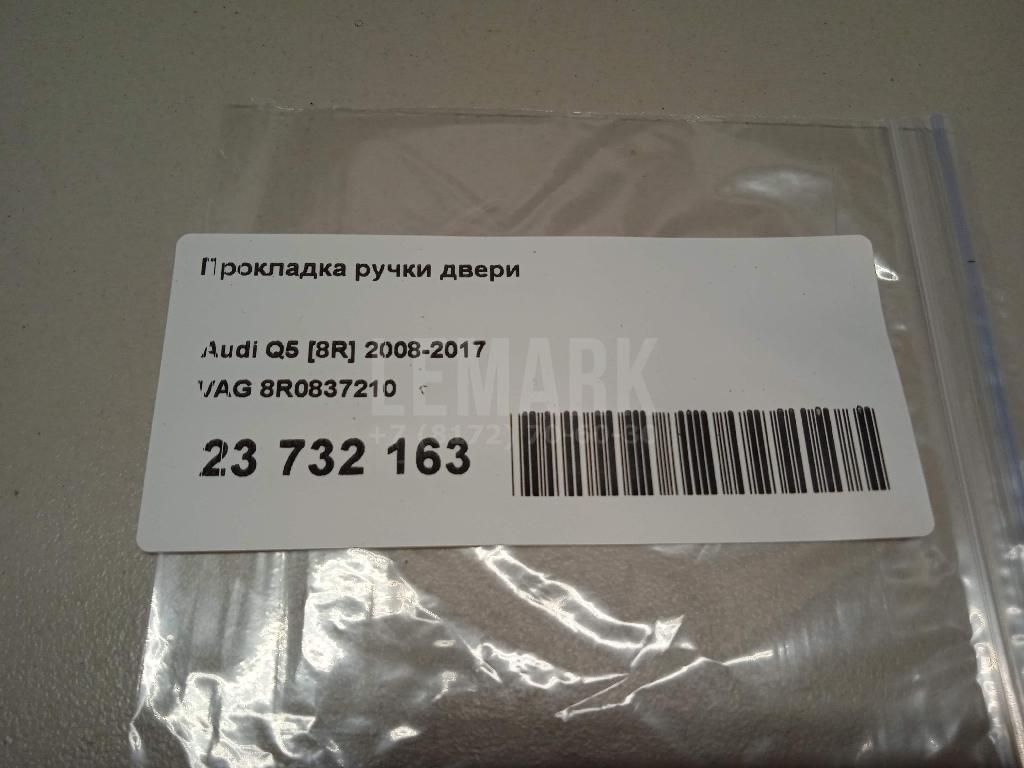 Прокладка ручки двери
Audi Q5 [8R] 2008-2017
VAG 8R0837210
LEMARK
23 732 163